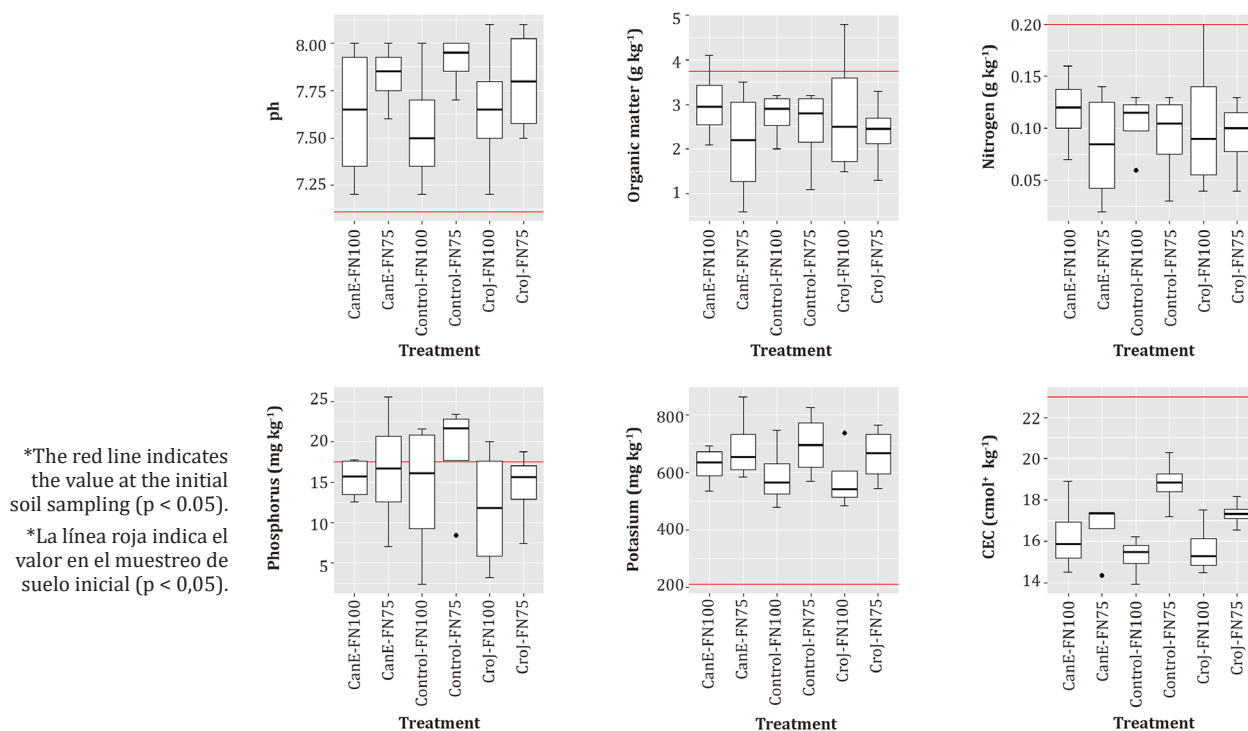 ph
8.00
7.75
7.50
7.25
CanE-FN100
CanE-FN75
Control-FN100
Control-FN75
CroJ-FN100
CroJ-FN75
Treatment
Organic matter (g kg⁻¹)
5
4
3
2
1
CanE-FN100
CanE-FN75
Control-FN100
Control-FN75
CroJ-FN100
CroJ-FN75
Treatment
Nitrogen (g kg⁻¹)
0.20
0.15
0.10
0.05
CanE-FN100
CanE-FN75
Control-FN100
Control-FN75
CroJ-FN100
CroJ-FN75
Treatment
*The red line indicates
the value at the initial
soil sampling (p < 0.05).
*La línea roja indica el
valor en el muestreo de
suelo inicial (p < 0,05).
Phosphorus (mg kg⁻¹)
25
20
15
10
5
CanE-FN100
CanE-FN75
Control-FN100
Control-FN75
CroJ-FN100
CroJ-FN75
Treatment
Potasium (mg kg⁻¹)
800
600
400
200
CanE-FN100
CanE-FN75
Control-FN100
Control-FN75
CroJ-FN100
CroJ-FN75
Treatment
CEC (cmol⁺ kg⁻¹)
22
20
18
16
14
CanE-FN100
CanE-FN75
Control-FN100
Control-FN75
CroJ-FN100
CroJ-FN75
Treatment